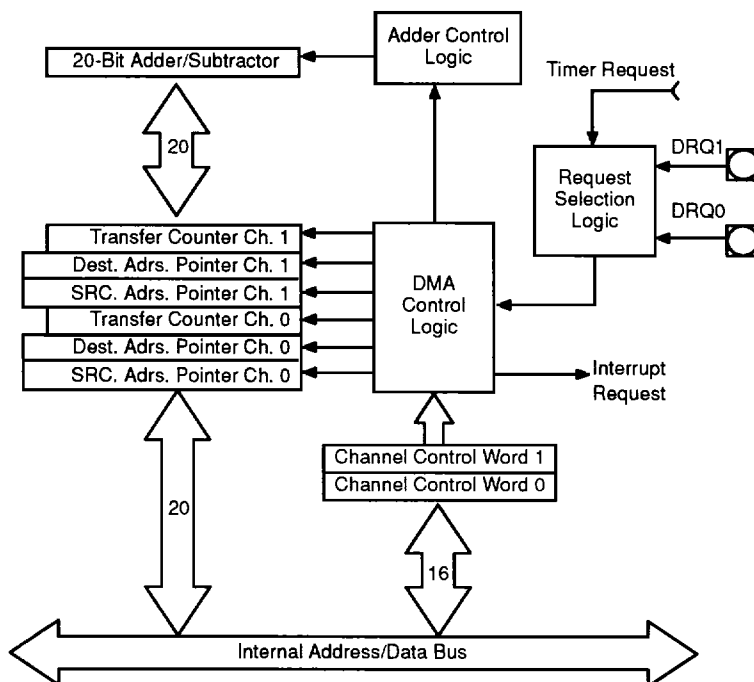 Adder Control
Logic
20-Bit Adder/Subtractor
Timer Request
20
DRQ1
Request
Selection
Logic
DRQ0
Transfer Counter Ch. 1
Dest. Adrs. Pointer Ch. 1
SRC. Adrs. Pointer Ch. 1
Transfer Counter Ch. 0
Dest. Adrs. Pointer Ch. 0
SRC. Adrs. Pointer Ch. 0
DMA
Control
Logic
Interrupt
Request
Channel Control Word 1
Channel Control Word 0
20
16
Internal Address/Data Bus